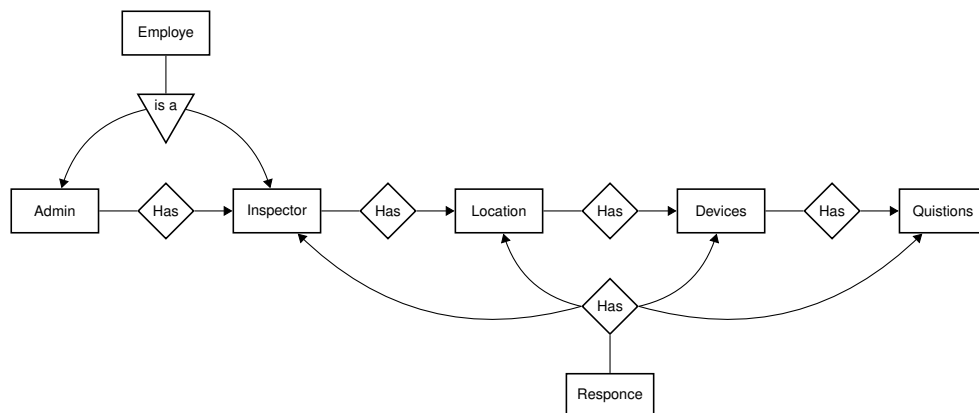 Employe
is a
Admin
Has
Inspector
Has
Location
Has
Devices
Has
Quistions
Has
Responce